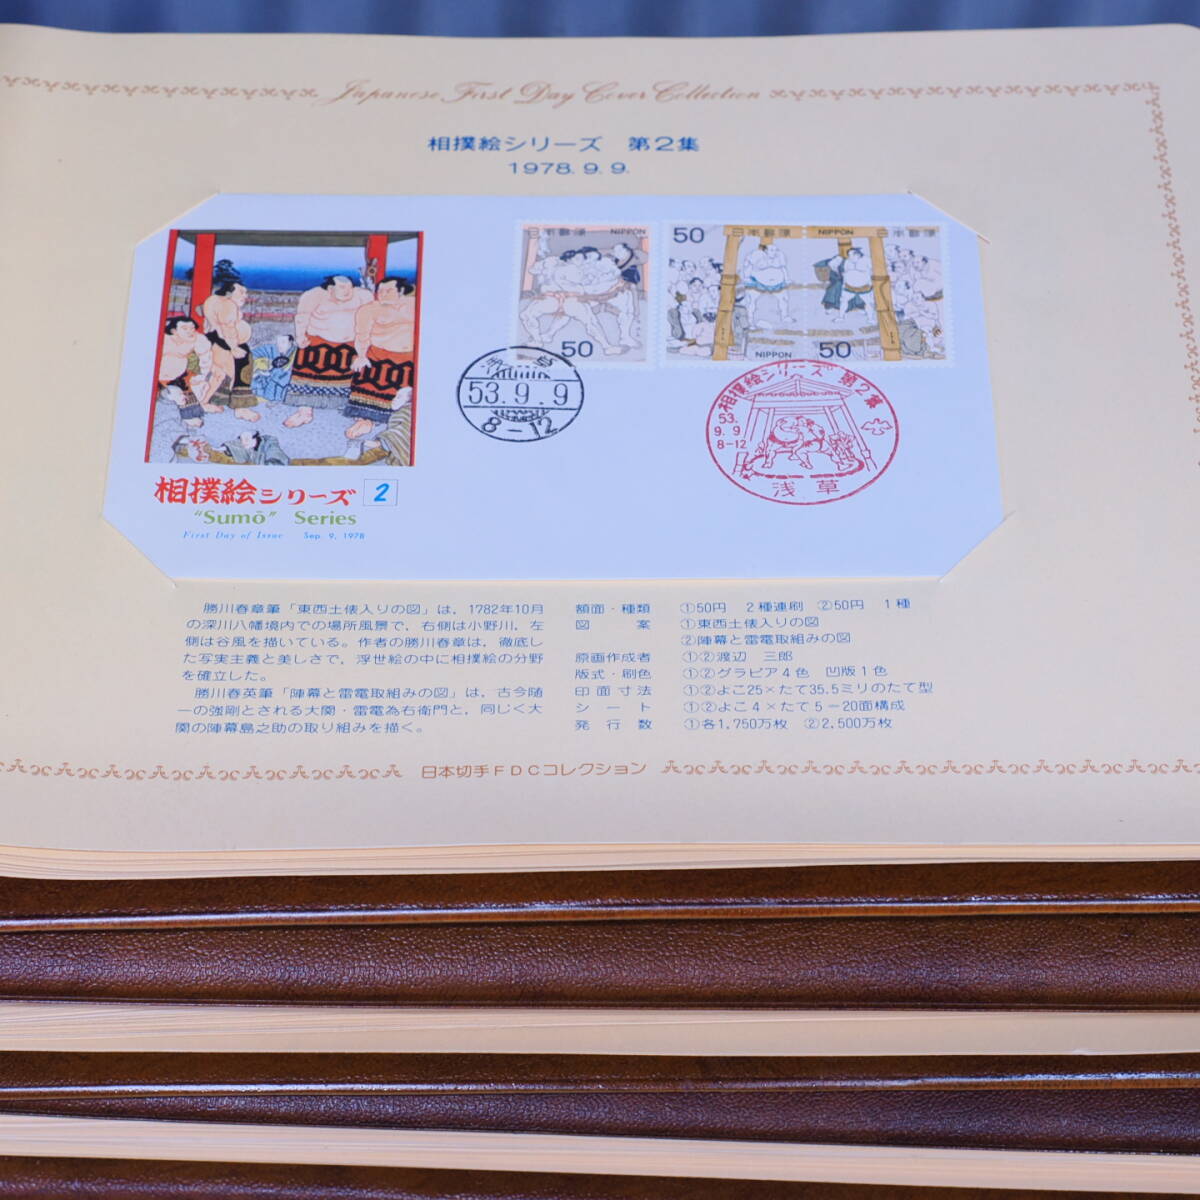 Japanese First Day Cover Collection
相撲絵シリーズ 第2集
1978. 9. 9.
日本郵便 NIPPON
50
50 日本郵便
NIPPON
NIPPON 日本郵便
50
浅草
53.9.9
8-12
相撲絵シリーズ 第2集
53.
9.9
8-12
浅草
相撲絵シリーズ 2
"Sumō" Series
First Day of Issue Sep. 9, 1978
勝川春章筆「東西土俵入りの図」は，1782年10月
の深川八幡境内での場所風景で，右側は小野川，左
側は谷風を描いている。作者の勝川春章は，徹底し
た写実主義と美しさで，浮世絵の中に相撲絵の分野
を確立した。
勝川春英筆「陣幕と雷電取組みの図」は，古今随
一の強剛とされる大関・雷電為右衛門と，同じく大
関の陣幕島之助の取り組みを描く。
額面・種類 ①50円 2種連刷 ②50円 1種
図案 ①東西土俵入りの図
②陣幕と雷電取組みの図
原画作成者 ①②渡辺 三郎
版式・刷色 ①②グラビア4色 凹版1色
印面寸法 ①②よこ25×たて35.5ミリのたて型
シート ①②よこ4×たて5＝20面構成
発行数 ①各1,750万枚 ②2,500万枚
日本切手FDCコレクション